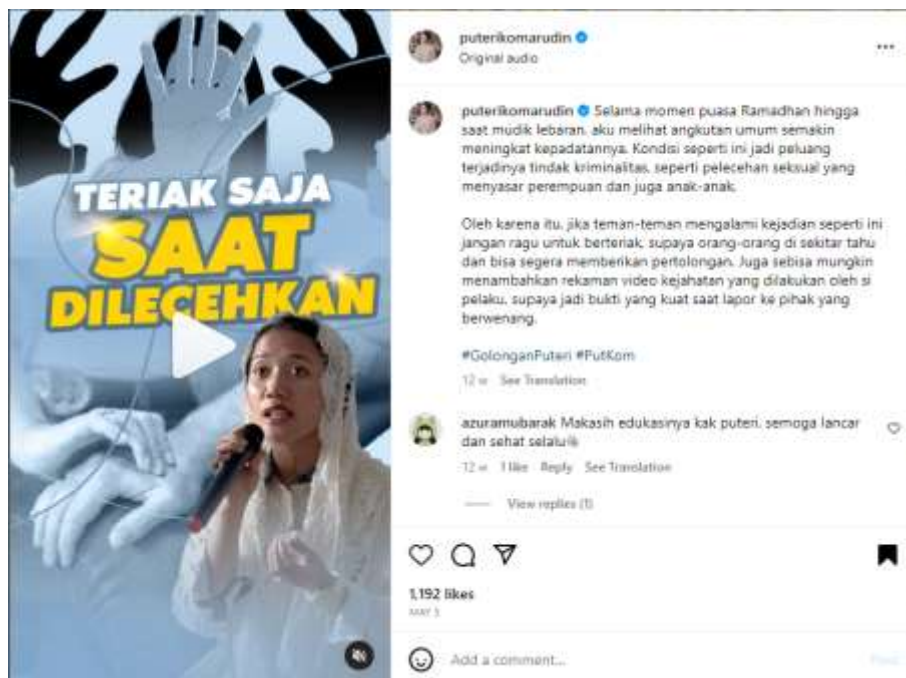 TERIAK SAJA
SAAT
DILECEHKAN
puterikomarudin
Original audio
puterikomarudin Selama momen puasa Ramadhan hingga
saat mudik lebaran, aku melihat angkutan umum semakin
meningkat kepadatannya. Kondisi seperti ini jadi peluang
terjadinya tindak kriminalitas, seperti pelecehan seksual yang
menyasar perempuan dan juga anak-anak.
Oleh karena itu, jika teman-teman mengalami kejadian seperti ini
jangan ragu untuk berteriak, supaya orang-orang di sekitar tahu
dan bisa segera memberikan pertolongan. Juga sebisa mungkin
menambahkan rekaman video kejahatan yang dilakukan oleh si
pelaku, supaya jadi bukti yang kuat saat lapor ke pihak yang
berwenang.
#GolonganPuteri #PutKom
12 w See Translation
azuramubarak Makasih edukasinya kak puteri, semoga lancar
dan sehat selalu
12 w 1 like Reply See Translation
View replies (1)
1,192 likes
MAY 5
Add a comment...
Post